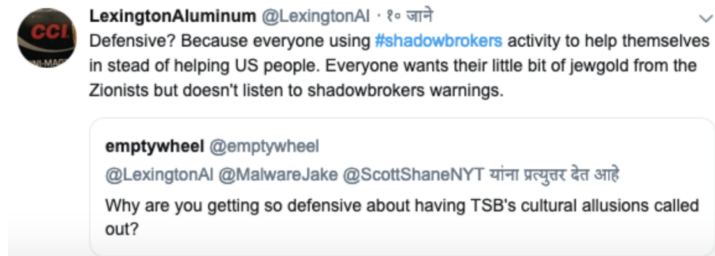 CCI
LexingtonAluminum @LexingtonAl · १० जाने
Defensive? Because everyone using #shadowbrokers activity to help themselves
in stead of helping US people. Everyone wants their little bit of jewgold from the
Zionists but doesn't listen to shadowbrokers warnings.
emptywheel @emptywheel
@LexingtonAl @MalwareJake @ScottShaneNYT यांना प्रत्युत्तर देत आहे
Why are you getting so defensive about having TSB's cultural allusions called
out?